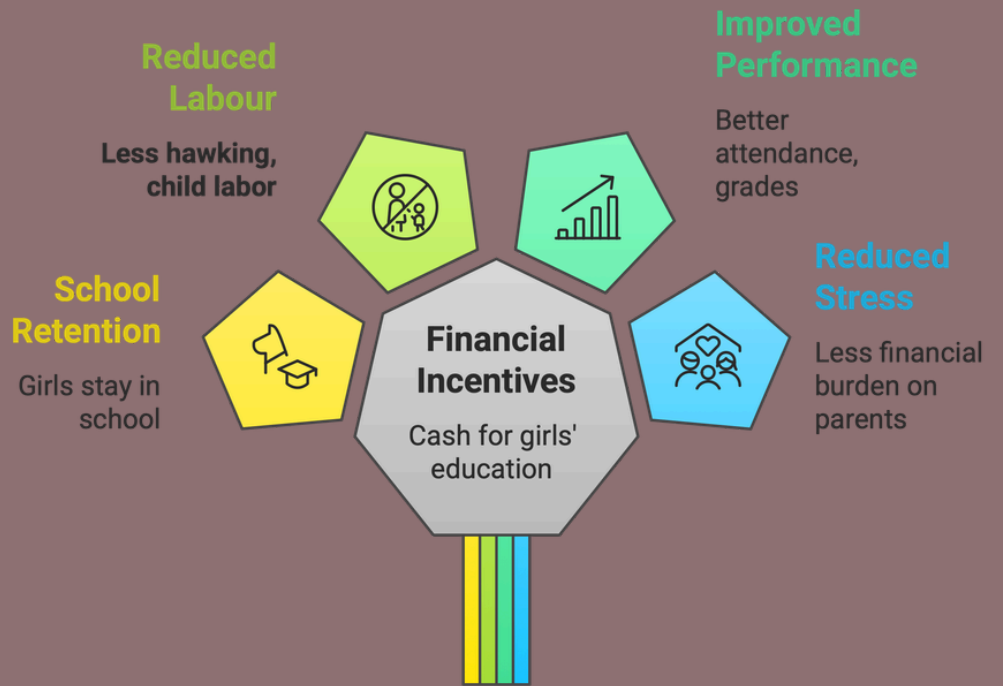 Reduced
Labour
Less hawking,
child labor
Improved
Performance
Better
attendance,
grades
School
Retention
Girls stay in
school
Financial
Incentives
Cash for girls'
education
Reduced
Stress
Less financial
burden on
parents